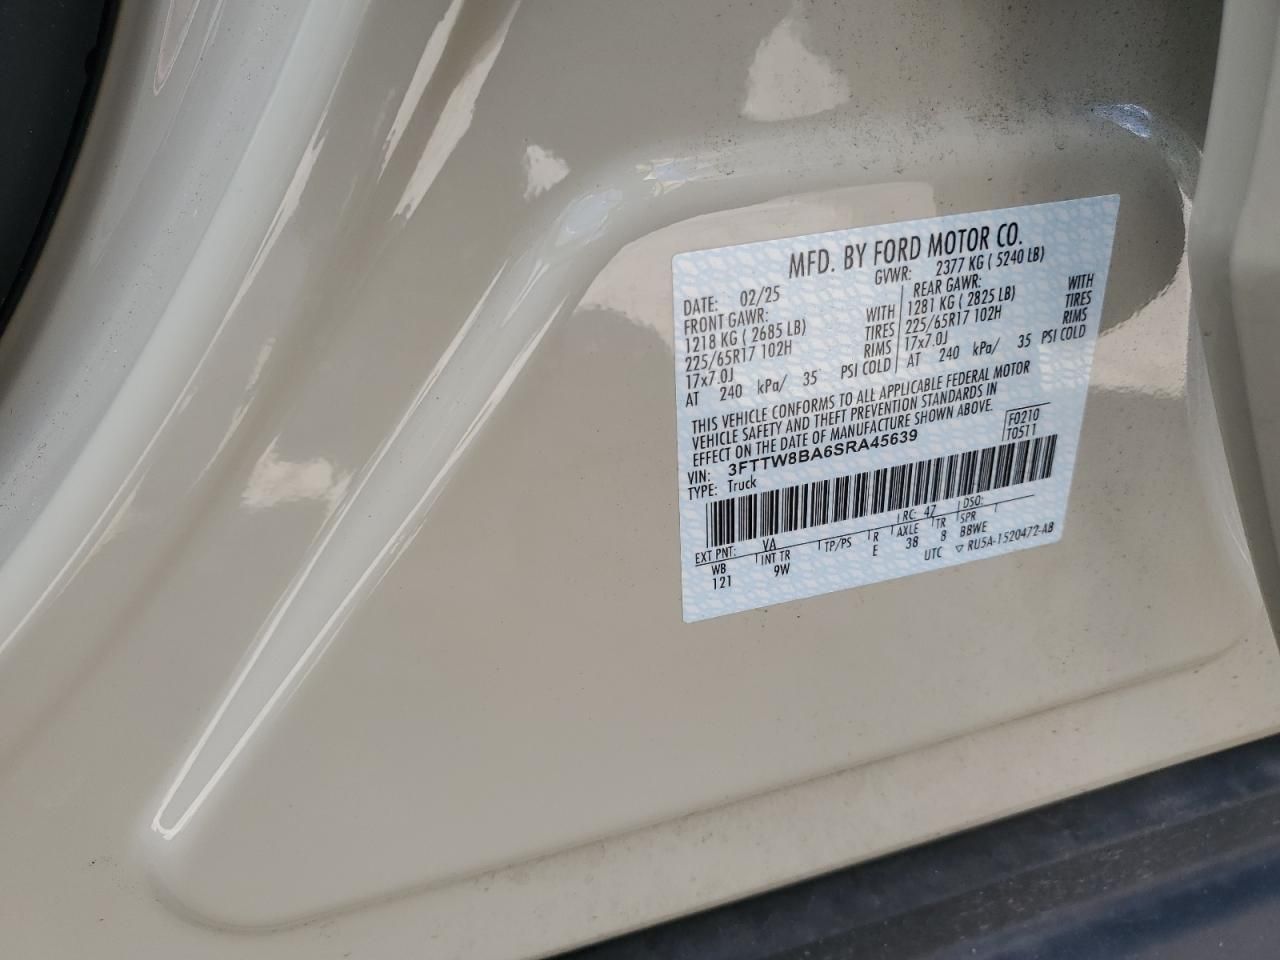 MFD. BY FORD MOTOR CO.
DATE: 02/25 GVWR: 2377 KG ( 5240 LB)
FRONT GAWR: REAR GAWR:
1218 KG ( 2685 LB) WITH 1281 KG ( 2825 LB) WITH
225/65R17 102H TIRES 225/65R17 102H TIRES
17x7.0J RIMS 17x7.0J RIMS
AT 240 kPa/ 35 PSI COLD AT 240 kPa/ 35 PSI COLD
THIS VEHICLE CONFORMS TO ALL APPLICABLE FEDERAL MOTOR
VEHICLE SAFETY AND THEFT PREVENTION STANDARDS IN
EFFECT ON THE DATE OF MANUFACTURE SHOWN ABOVE.
VIN: 3FTTW8BA6SRA45639 F0210
TYPE: Truck T0511
EXT PNT: VA RC: 47 DSO:
WB INT TR TP/PS R AXLE TR SPR
121 9W E 38 8 BBWE
UTC ▽ RU5A-1520472-AB